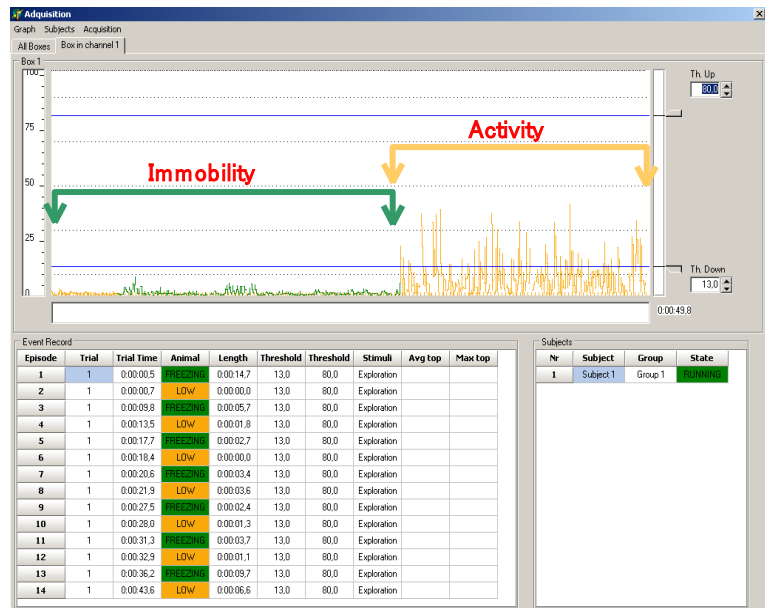 Adquisition
Graph Subjects Acquisition
All Boxes Box in channel 1
Box 1
100
75
50
25
0
Immobility
Activity
Th. Up
80,0
Th. Down
13,0
0:00:49,8
Event Record
Episode Trial Trial Time Animal Length Threshold Threshold Stimuli Avg top Max top
1 1 0:00:00,5 FREEZING 0:00:14,7 13,0 80,0 Exploration
2 1 0:00:00,7 LOW 0:00:00,0 13,0 80,0 Exploration
3 1 0:00:09,8 FREEZING 0:00:05,7 13,0 80,0 Exploration
4 1 0:00:13,5 LOW 0:00:01,8 13,0 80,0 Exploration
5 1 0:00:17,7 FREEZING 0:00:02,7 13,0 80,0 Exploration
6 1 0:00:18,4 LOW 0:00:00,0 13,0 80,0 Exploration
7 1 0:00:20,6 FREEZING 0:00:03,4 13,0 80,0 Exploration
8 1 0:00:21,9 LOW 0:00:03,6 13,0 80,0 Exploration
9 1 0:00:27,5 FREEZING 0:00:02,4 13,0 80,0 Exploration
10 1 0:00:28,0 LOW 0:00:01,3 13,0 80,0 Exploration
11 1 0:00:31,3 FREEZING 0:00:03,7 13,0 80,0 Exploration
12 1 0:00:32,9 LOW 0:00:01,1 13,0 80,0 Exploration
13 1 0:00:36,2 FREEZING 0:00:09,7 13,0 80,0 Exploration
14 1 0:00:43,6 LOW 0:00:06,6 13,0 80,0 Exploration
Subjects
Nr Subject Group State
1 Subject 1 Group 1 RUNNING